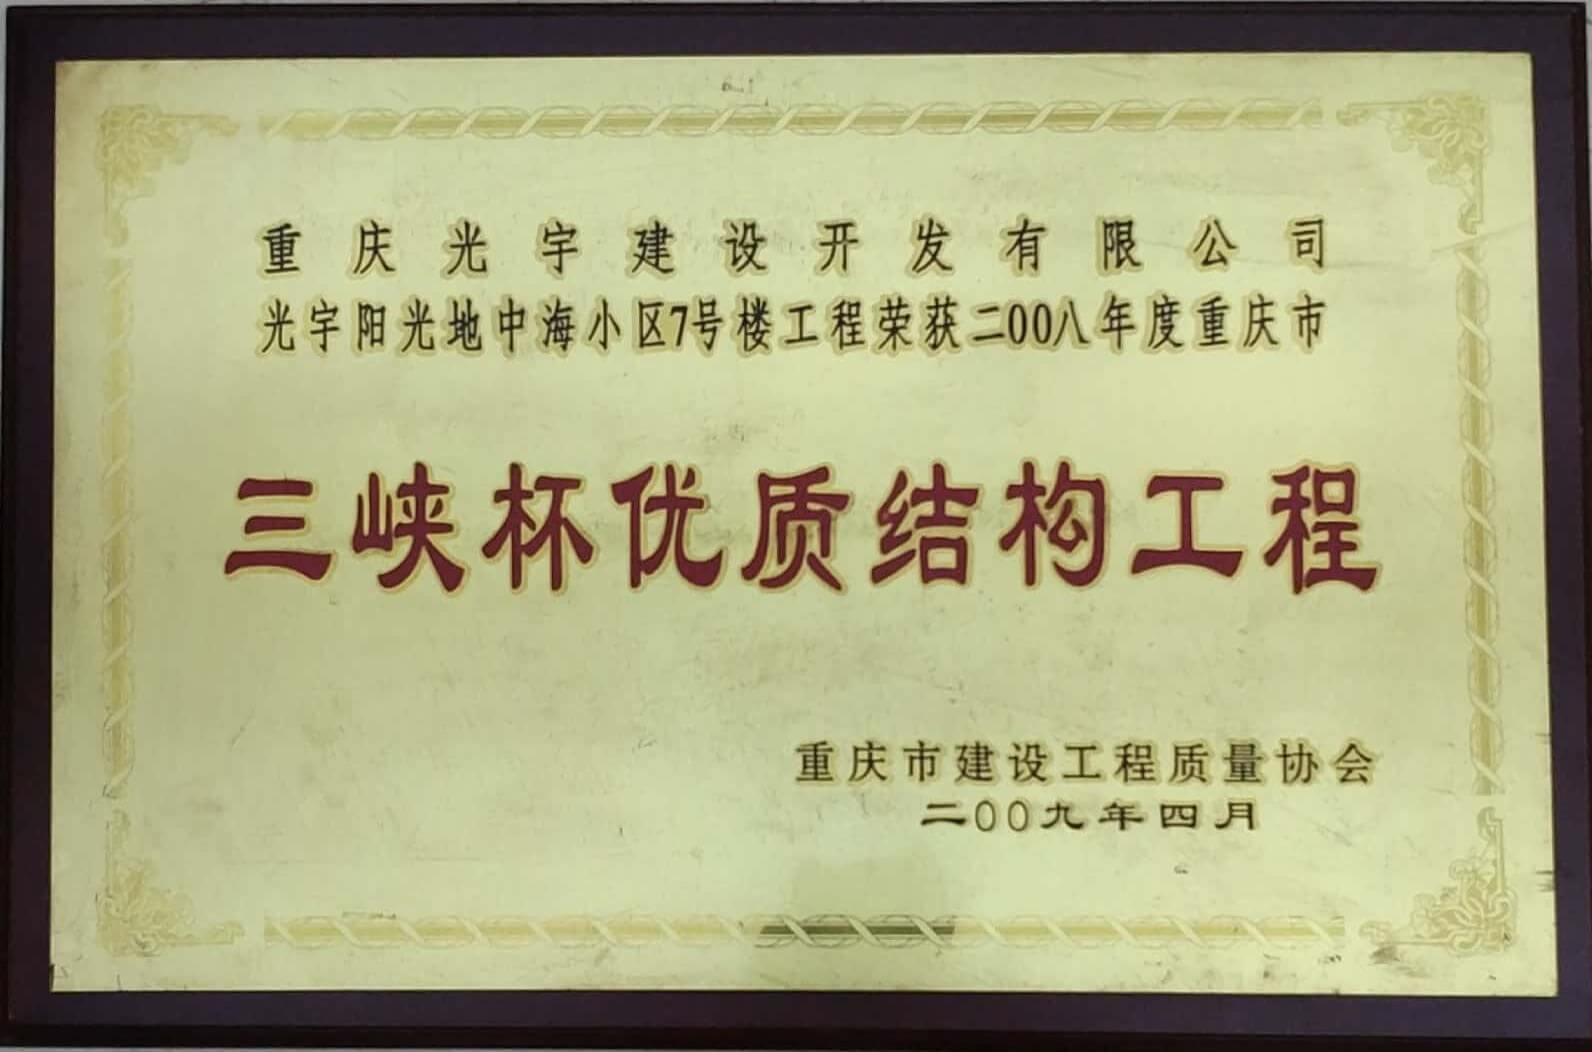 重庆光宇建设开发有限公司
光宇阳光地中海小区7号楼工程荣获二00八年度重庆市
三峡杯优质结构工程
重庆市建设工程质量协会
二00九年四月